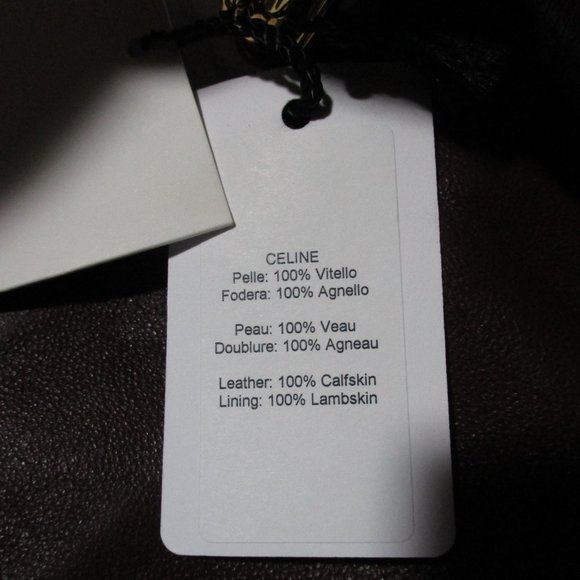 CELINE
Pelle: 100% Vitello
Fodera: 100% Agnello
Peau: 100% Veau
Doublure: 100% Agneau
Leather: 100% Calfskin
Lining: 100% Lambskin